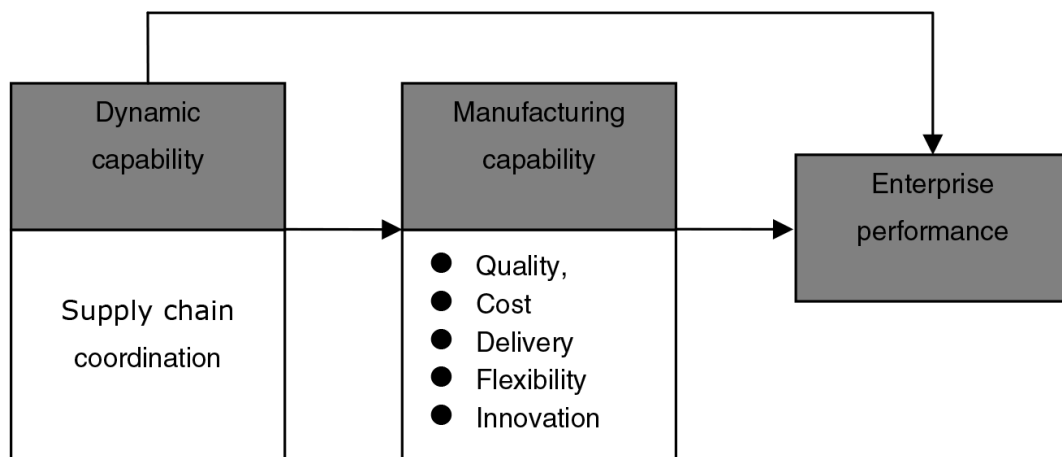 Dynamic
capability
Supply chain
coordination
Manufacturing
capability
● Quality,
● Cost
● Delivery
● Flexibility
● Innovation
Enterprise
performance